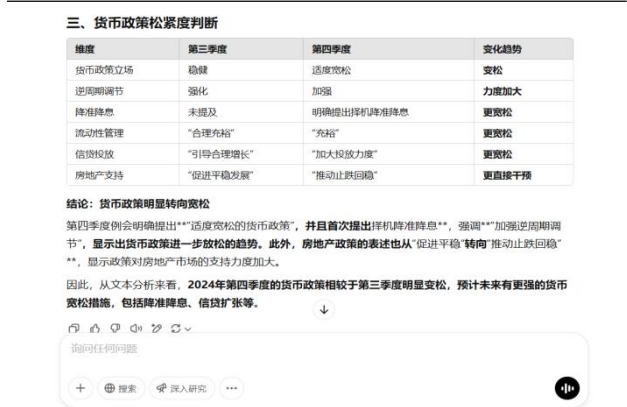 三、货币政策松紧度判断
维度 第三季度 第四季度 变化趋势
货币政策立场 稳健 适度宽松 变松
逆周期调节 强化 加强 力度加大
降准降息 未提及 明确提出择机降准降息 更宽松
流动性管理 “合理充裕” “充裕” 更宽松
信贷投放 “引导合理增长” “加大投放力度” 更宽松
房地产支持 “促进平稳发展” “推动止跌回稳” 更直接干预
结论：货币政策明显转向宽松
第四季度例会明确提出**“适度宽松的货币政策”，并且首次提出择机降准降息**，强调**“加强逆周期调
节”，显示出货币政策进一步放松的趋势。此外，房地产政策的表述也从“促进平稳”转向“推动止跌回稳”
**，显示政策对房地产市场的支持力度加大。
因此，从文本分析来看，2024年第四季度的货币政策相较于第三季度明显变松，预计未来有更强的货币
宽松措施，包括降准降息、信贷扩张等。
询问任何问题
搜索 深入研究